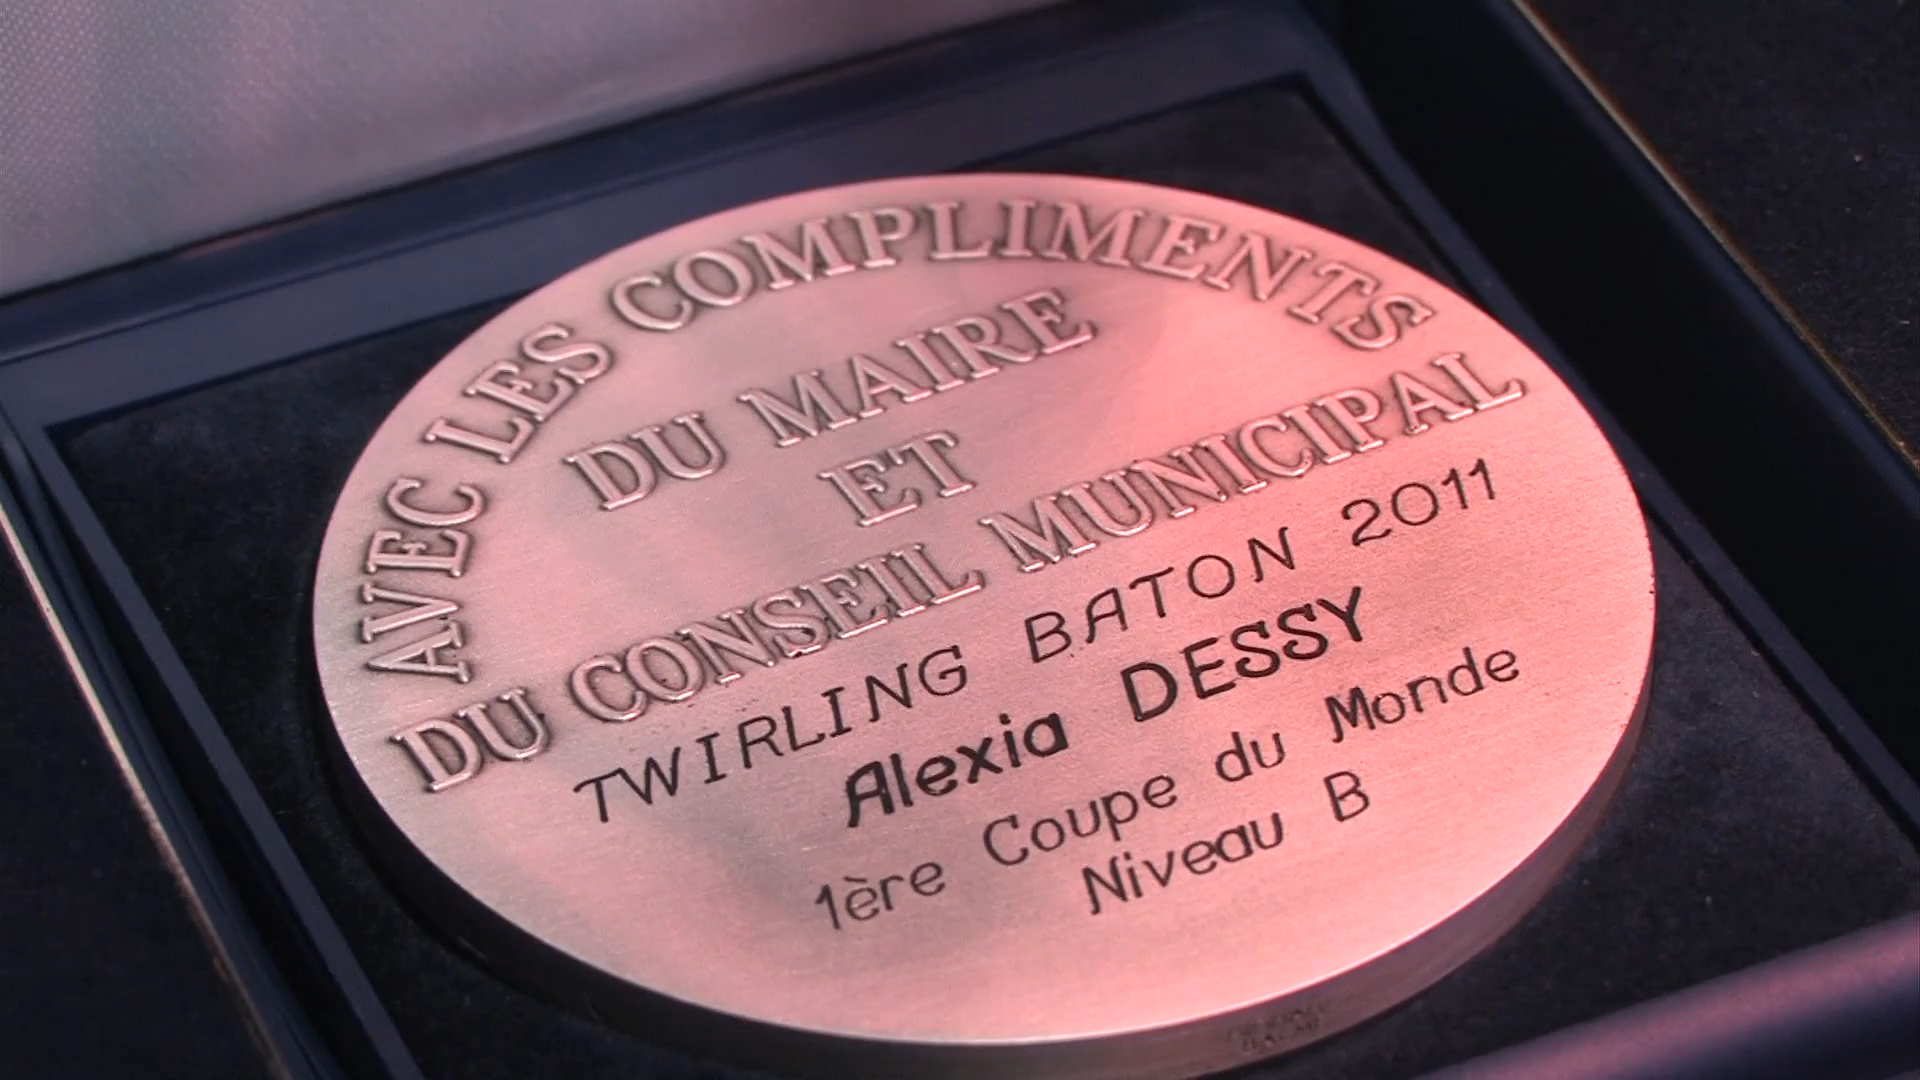 AVEC LES COMPLIMENTS
DU MAIRE
ET
DU CONSEIL MUNICIPAL
TWIRLING BATON 2011
Alexia DESSY
1ère Coupe du Monde
Niveau B